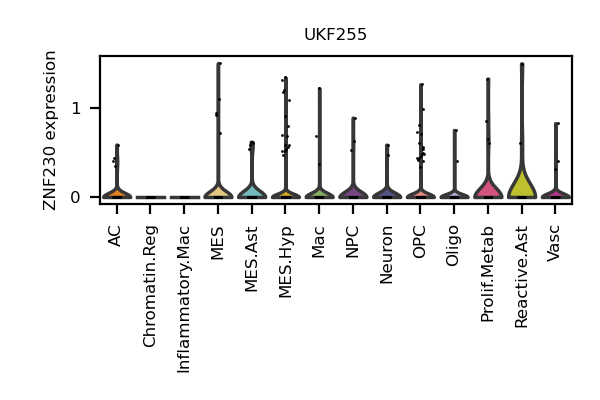 UKF255
ZNF230 expression
1
0
AC
Chromatin.Reg
Inflammatory.Mac
MES
MES.Ast
MES.Hyp
Mac
NPC
Neuron
OPC
Oligo
Prolif.Metab
Reactive.Ast
Vasc